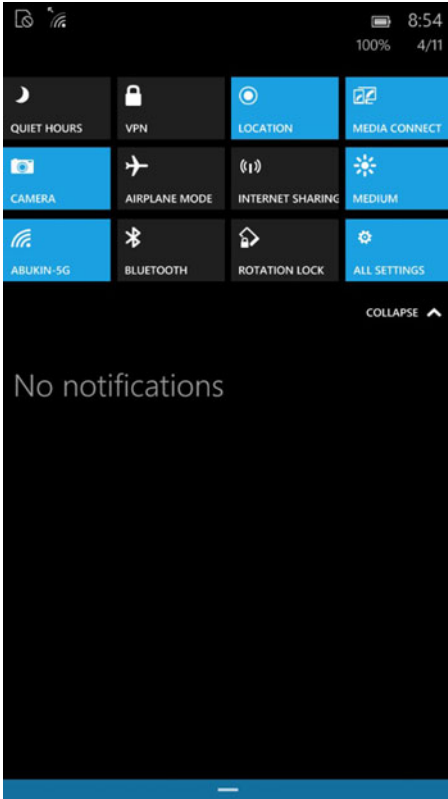 8:54
100% 4/11
QUIET HOURS VPN LOCATION MEDIA CONNECT
CAMERA AIRPLANE MODE INTERNET SHARING MEDIUM
ABUKIN-5G BLUETOOTH ROTATION LOCK ALL SETTINGS
COLLAPSE
No notifications